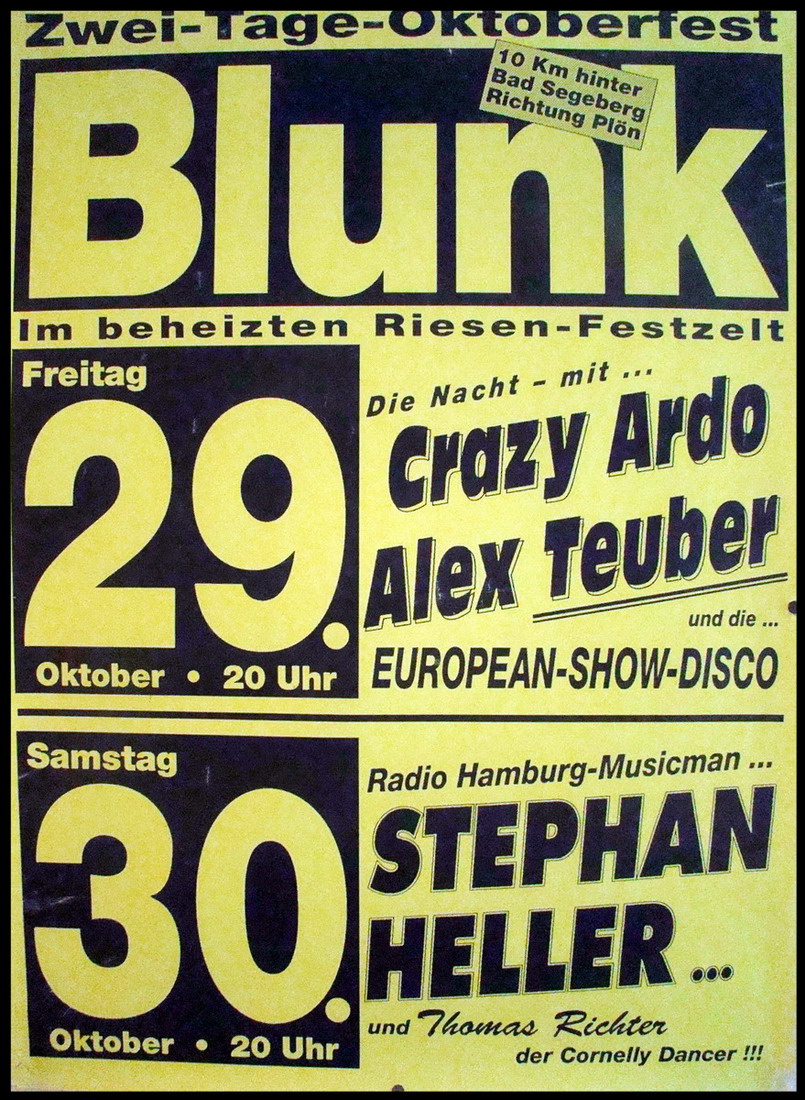 Zwei-Tage-Oktoberfest
10 Km hinter
Bad Segeberg
Richtung Plön
Blunk
Im beheizten Riesen-Festzelt
Freitag
29.
Oktober • 20 Uhr
Die Nacht - mit ...
Crazy Ardo
Alex Teuber
und die ...
EUROPEAN-SHOW-DISCO
Samstag
30.
Oktober • 20 Uhr
Radio Hamburg-Musicman ...
STEPHAN
HELLER ...
und Thomas Richter
der Cornelly Dancer !!!